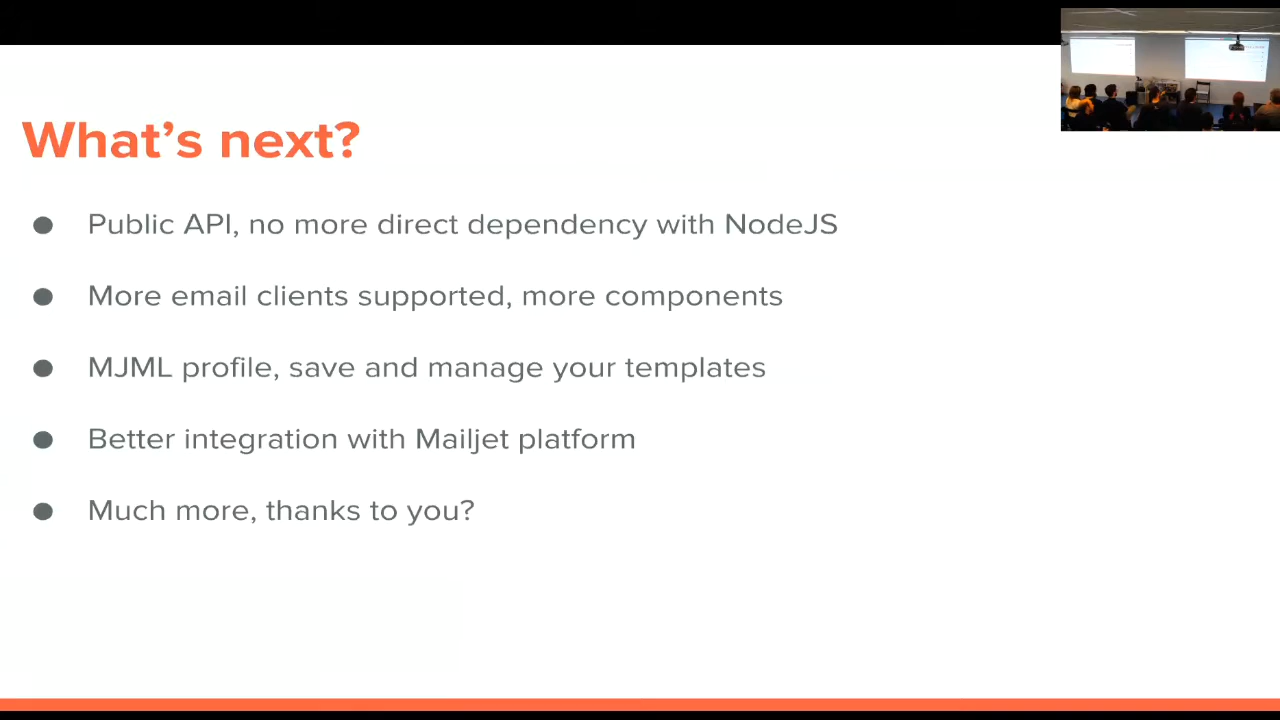 What's next?
Public API, no more direct dependency with NodeJS
More email clients supported, more components
MJML profile, save and manage your templates
Better integration with Mailjet platform
Much more, thanks to you?